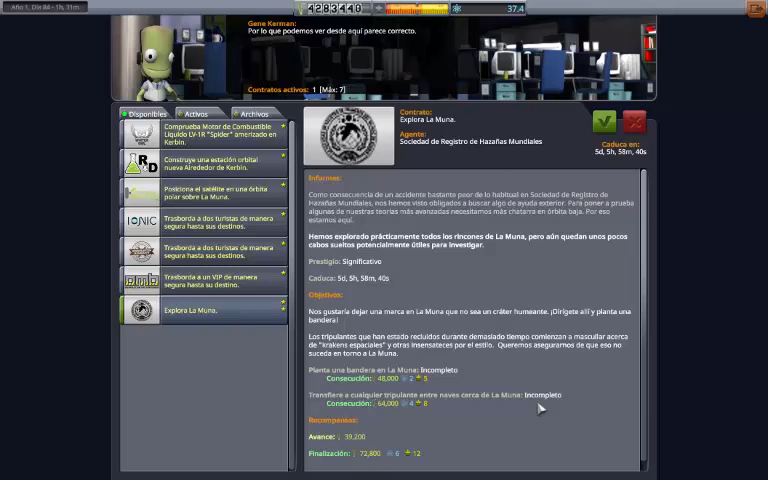 Año 1, Día 84 - 1h, 31m
4283440
37.4
Gene Kerman:
Por lo que podemos ver desde aquí parece correcto.
Contratos activos: 1 [Máx: 7]
Disponibles
Activos
Archivos
Comprueba Motor de Combustible
Líquido LV-1R "Spider" amerizado en
Kerbin.
Construye una estación orbital
nueva Alrededor de Kerbin.
Posiciona el satélite en una órbita
polar sobre La Muna.
IONIC
Trasborda a dos turistas de manera
segura hasta sus destinos.
Trasborda a dos turistas de manera
segura hasta sus destinos.
Trasborda a un VIP de manera
segura hasta su destino.
Explora La Muna.
Contrato:
Explora La Muna.
Agente:
Sociedad de Registro de Hazañas Mundiales
Caduca en:
5d, 5h, 58m, 40s
Informes:
Como consecuencia de un accidente bastante peor de lo habitual en Sociedad de Registro de
Hazañas Mundiales, nos hemos visto obligados a buscar algo de ayuda externa. Para poner a prueba
algunas de nuestras teorías más avanzadas necesitamos más chatarra en órbita baja. Por eso
estamos aquí.
Hemos explorado prácticamente todos los rincones de La Muna, pero aún quedan unos pocos
cabos sueltos potencialmente útiles para investigar.
Prestigio: Significativo
Caduca: 5d, 5h, 58m, 40s
Objetivos:
Nos gustaría dejar una marca en La Muna que no sea un cráter humeante. ¡Dirígete allí y planta una
bandera!
Los tripulantes que han estado recluidos durante demasiado tiempo comienzan a mascullar acerca
de "krakens espaciales" y otras insensateces por el estilo. Queremos asegurarnos de que eso no
suceda en torno a La Muna.
Planta una bandera en La Muna: Incompleto
Consecución: 48,000 2 5
Transfiere a cualquier tripulante entre naves cerca de La Muna: Incompleto
Consecución: 64,000 4 8
Recompensas:
Avance: 39,200
Finalización: 72,800 6 12